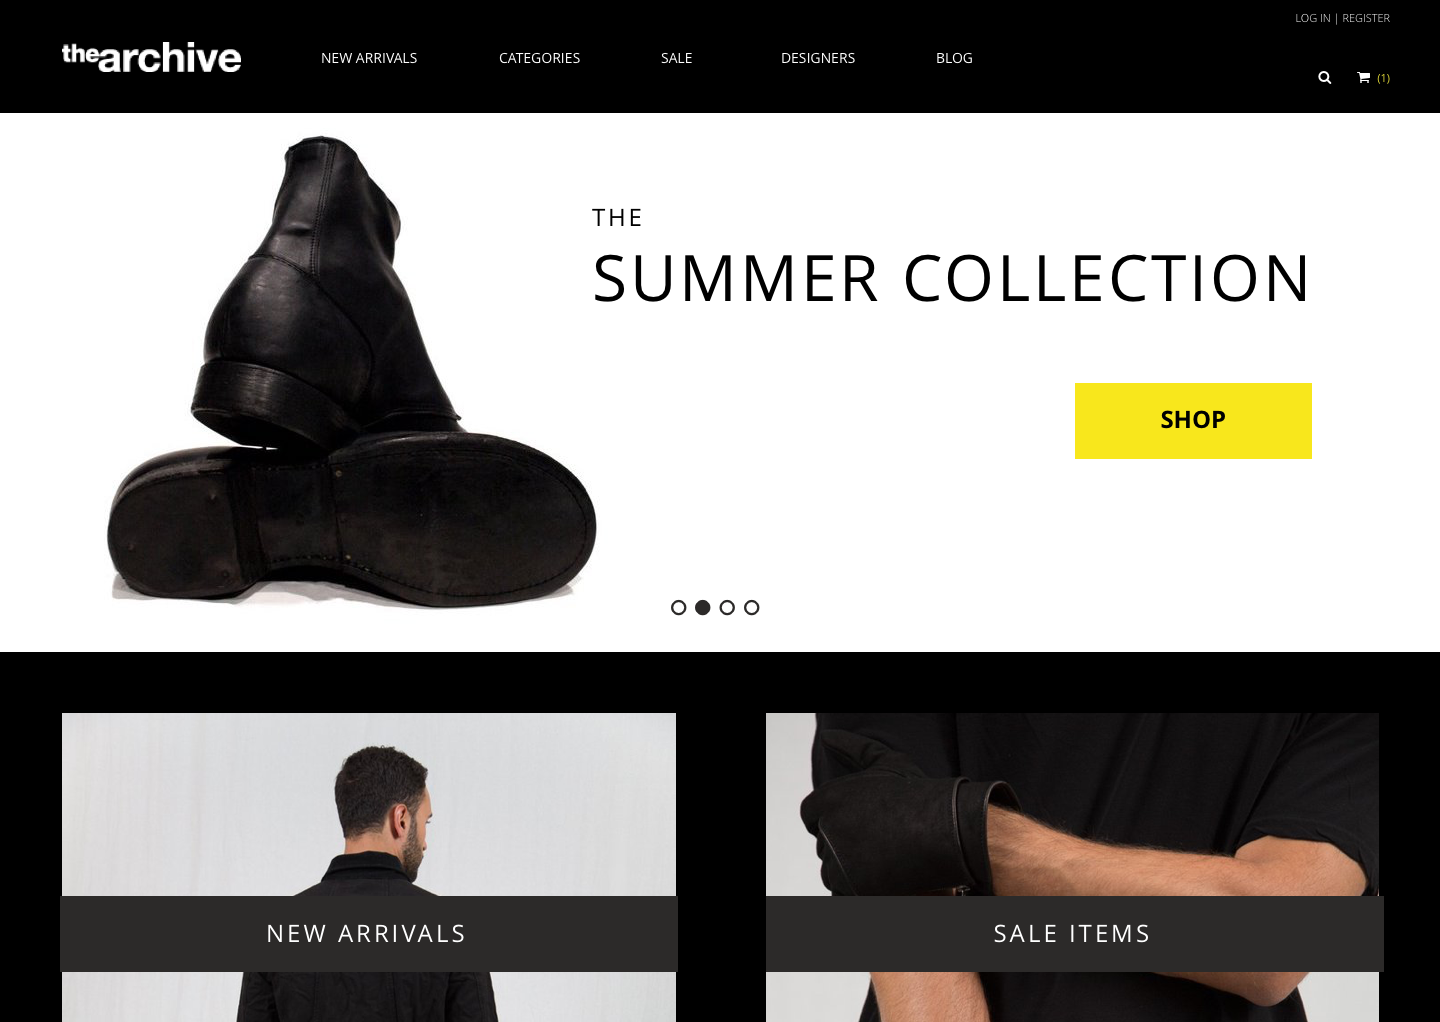 LOG IN | REGISTER
thearchive
NEW ARRIVALS
CATEGORIES
SALE
DESIGNERS
BLOG
(1)
THE
SUMMER COLLECTION
SHOP
NEW ARRIVALS
SALE ITEMS